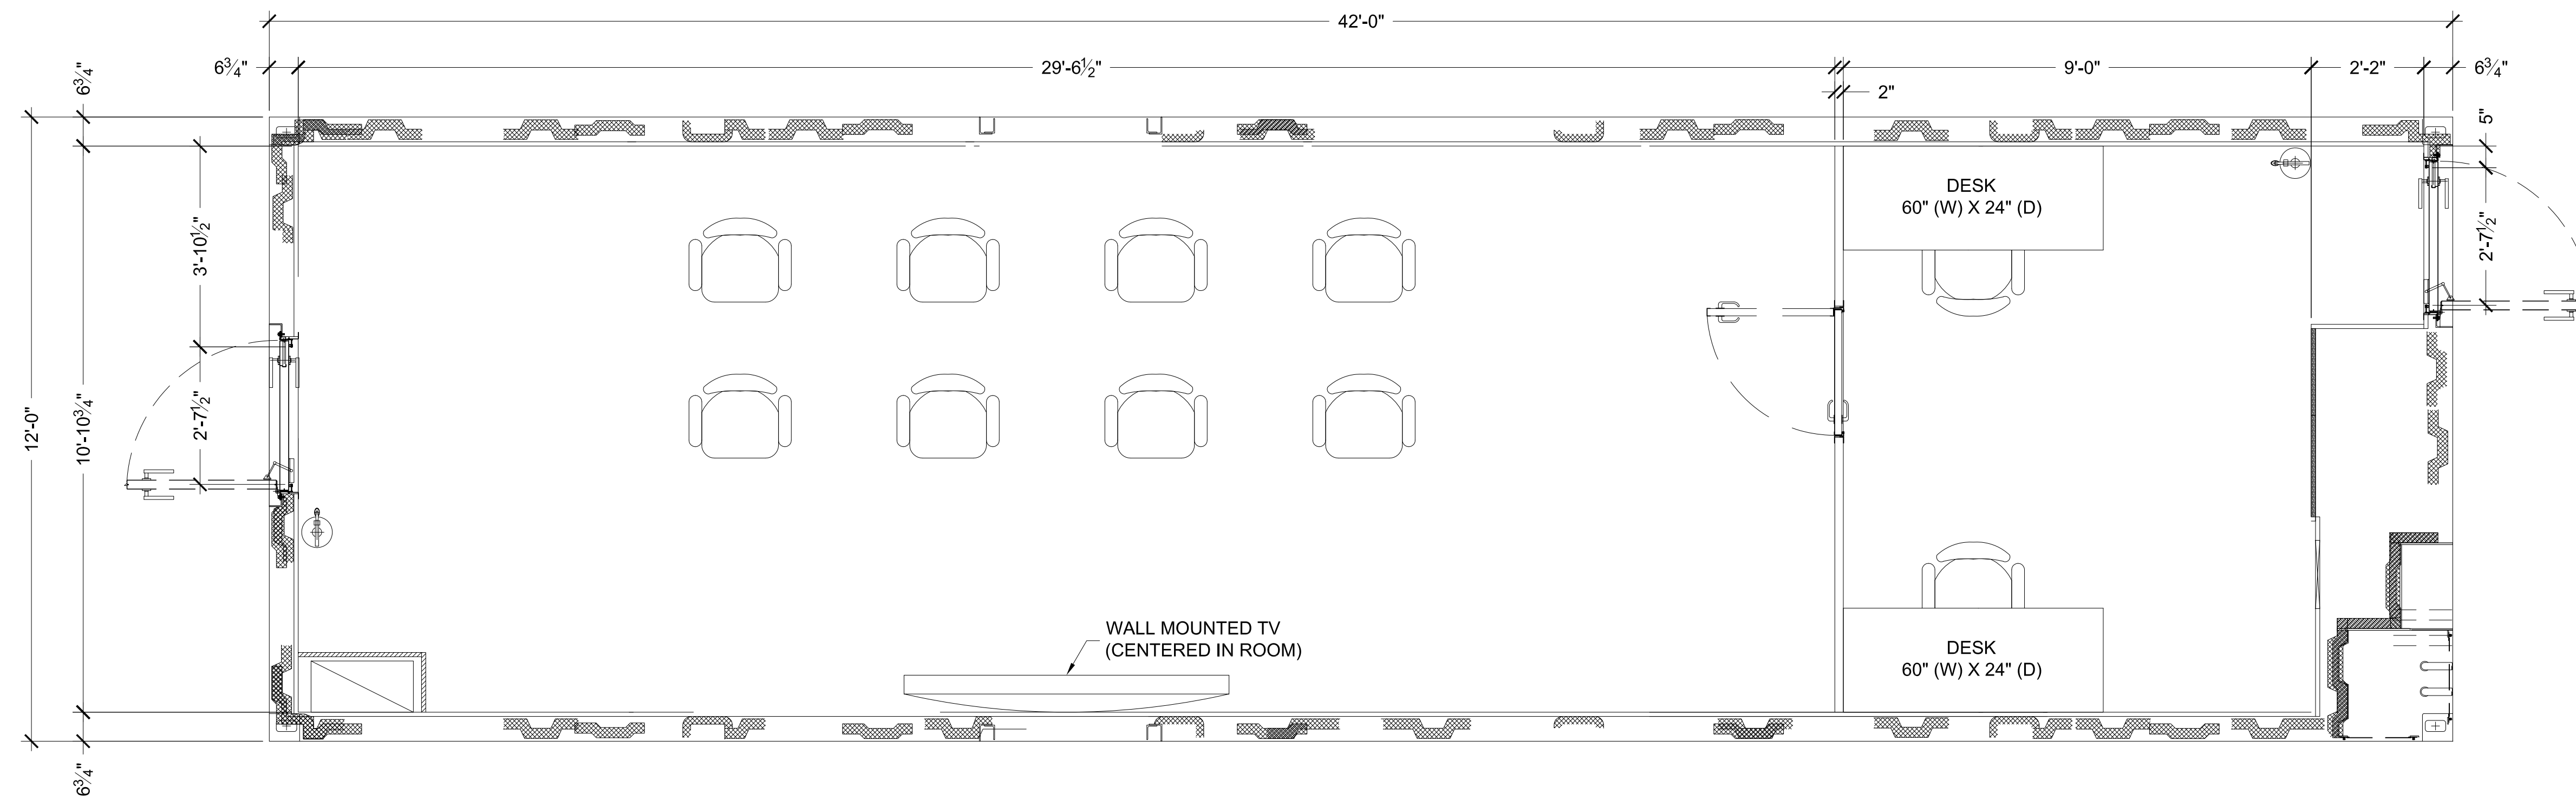 42'-0"
6¾"
29'-6½"
9'-0"
2'-2"
6¾"
2"
6¾"
5"
12'-0"
10'-10¾"
3'-10½"
2'-7½"
2'-7½"
6¾"
DESK
60" (W) X 24" (D)
WALL MOUNTED TV
(CENTERED IN ROOM)
DESK
60" (W) X 24" (D)